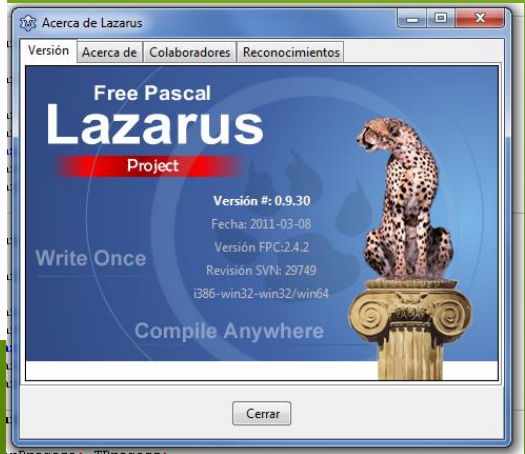 Acerca de Lazarus
Versión Acerca de Colaboradores Reconocimientos
Free Pascal
Lazarus
Project
Versión #: 0.9.30
Fecha: 2011-03-08
Versión FPC:2.4.2
Revisión SVN: 29749
i386-win32-win32/win64
Write Once
Compile Anywhere
Cerrar